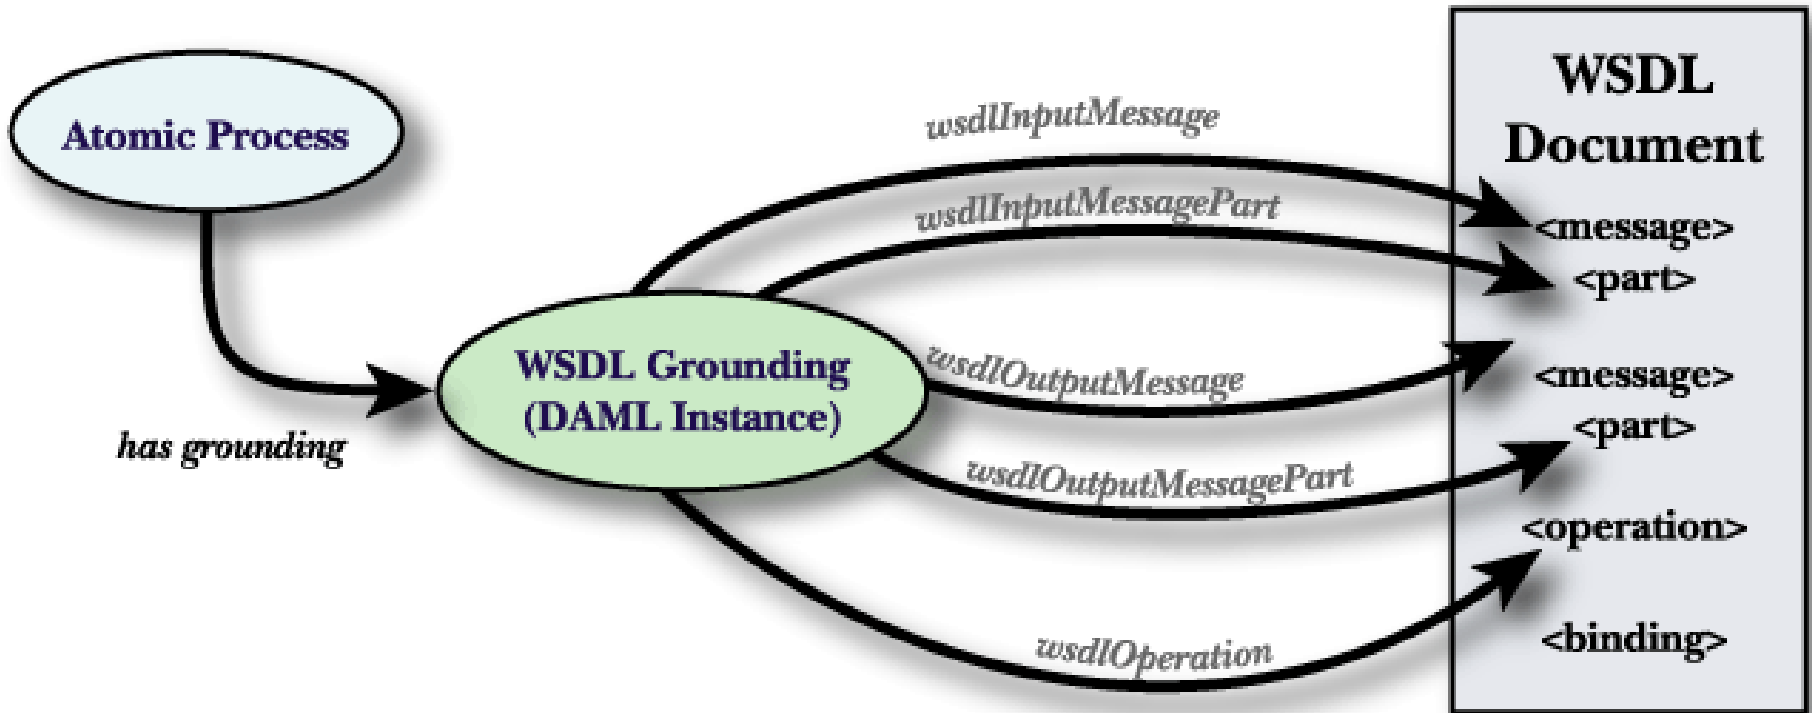 Atomic Process
has grounding
WSDL Grounding
(DAML Instance)
wsdlInputMessage
wsdlInputMessagePart
wsdlOutputMessage
wsdlOutputMessagePart
wsdlOperation
WSDL
Document
<message>
<part>
<message>
<part>
<operation>
<binding>